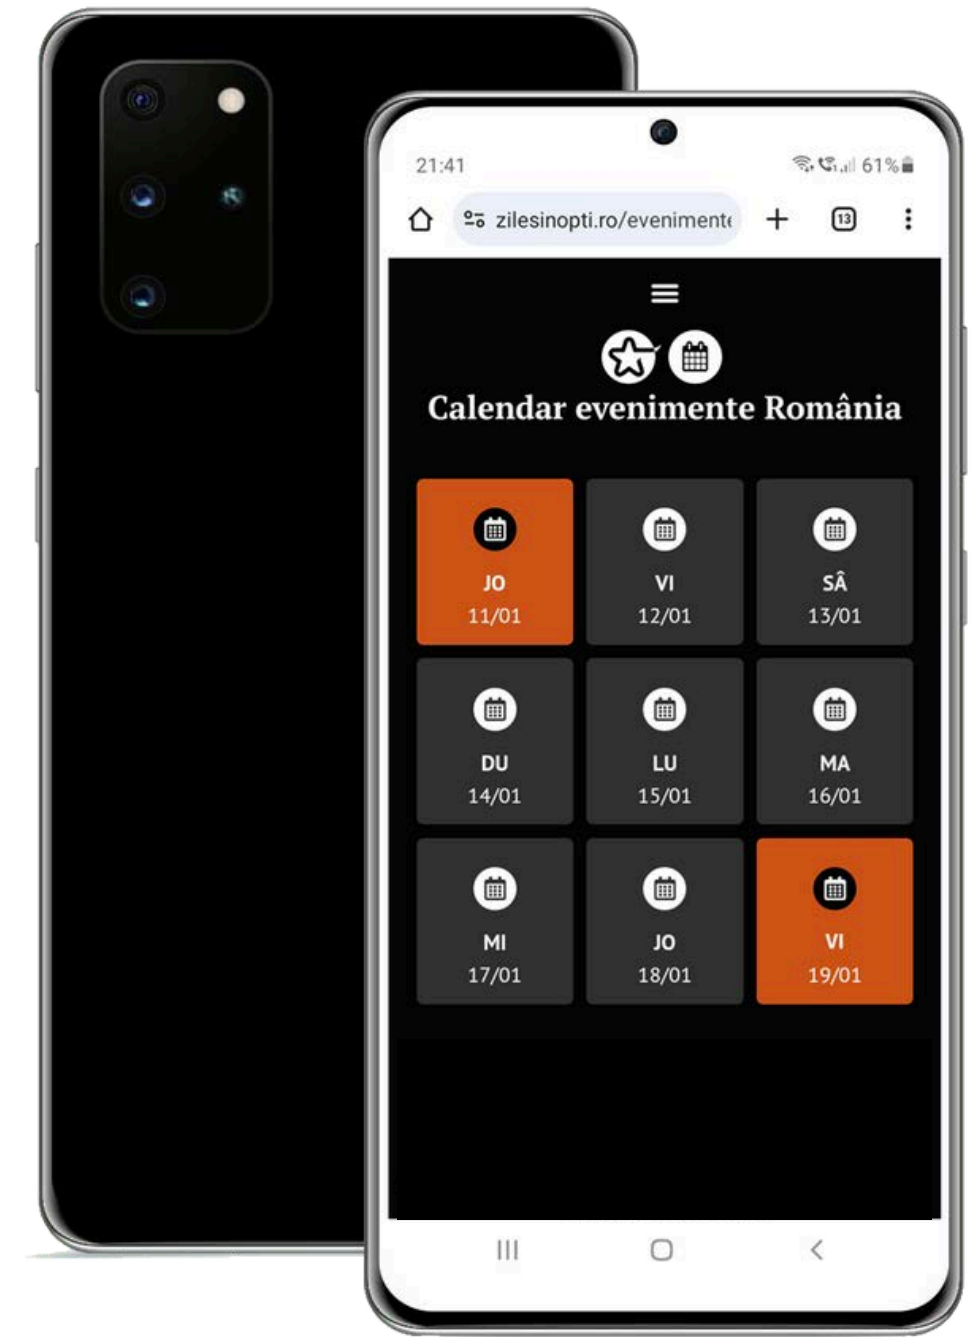 21:41
61%
zilesinopti.ro/evenimente
13
Calendar evenimente România
JO
11/01
VI
12/01
SÂ
13/01
DU
14/01
LU
15/01
MA
16/01
MI
17/01
JO
18/01
VI
19/01